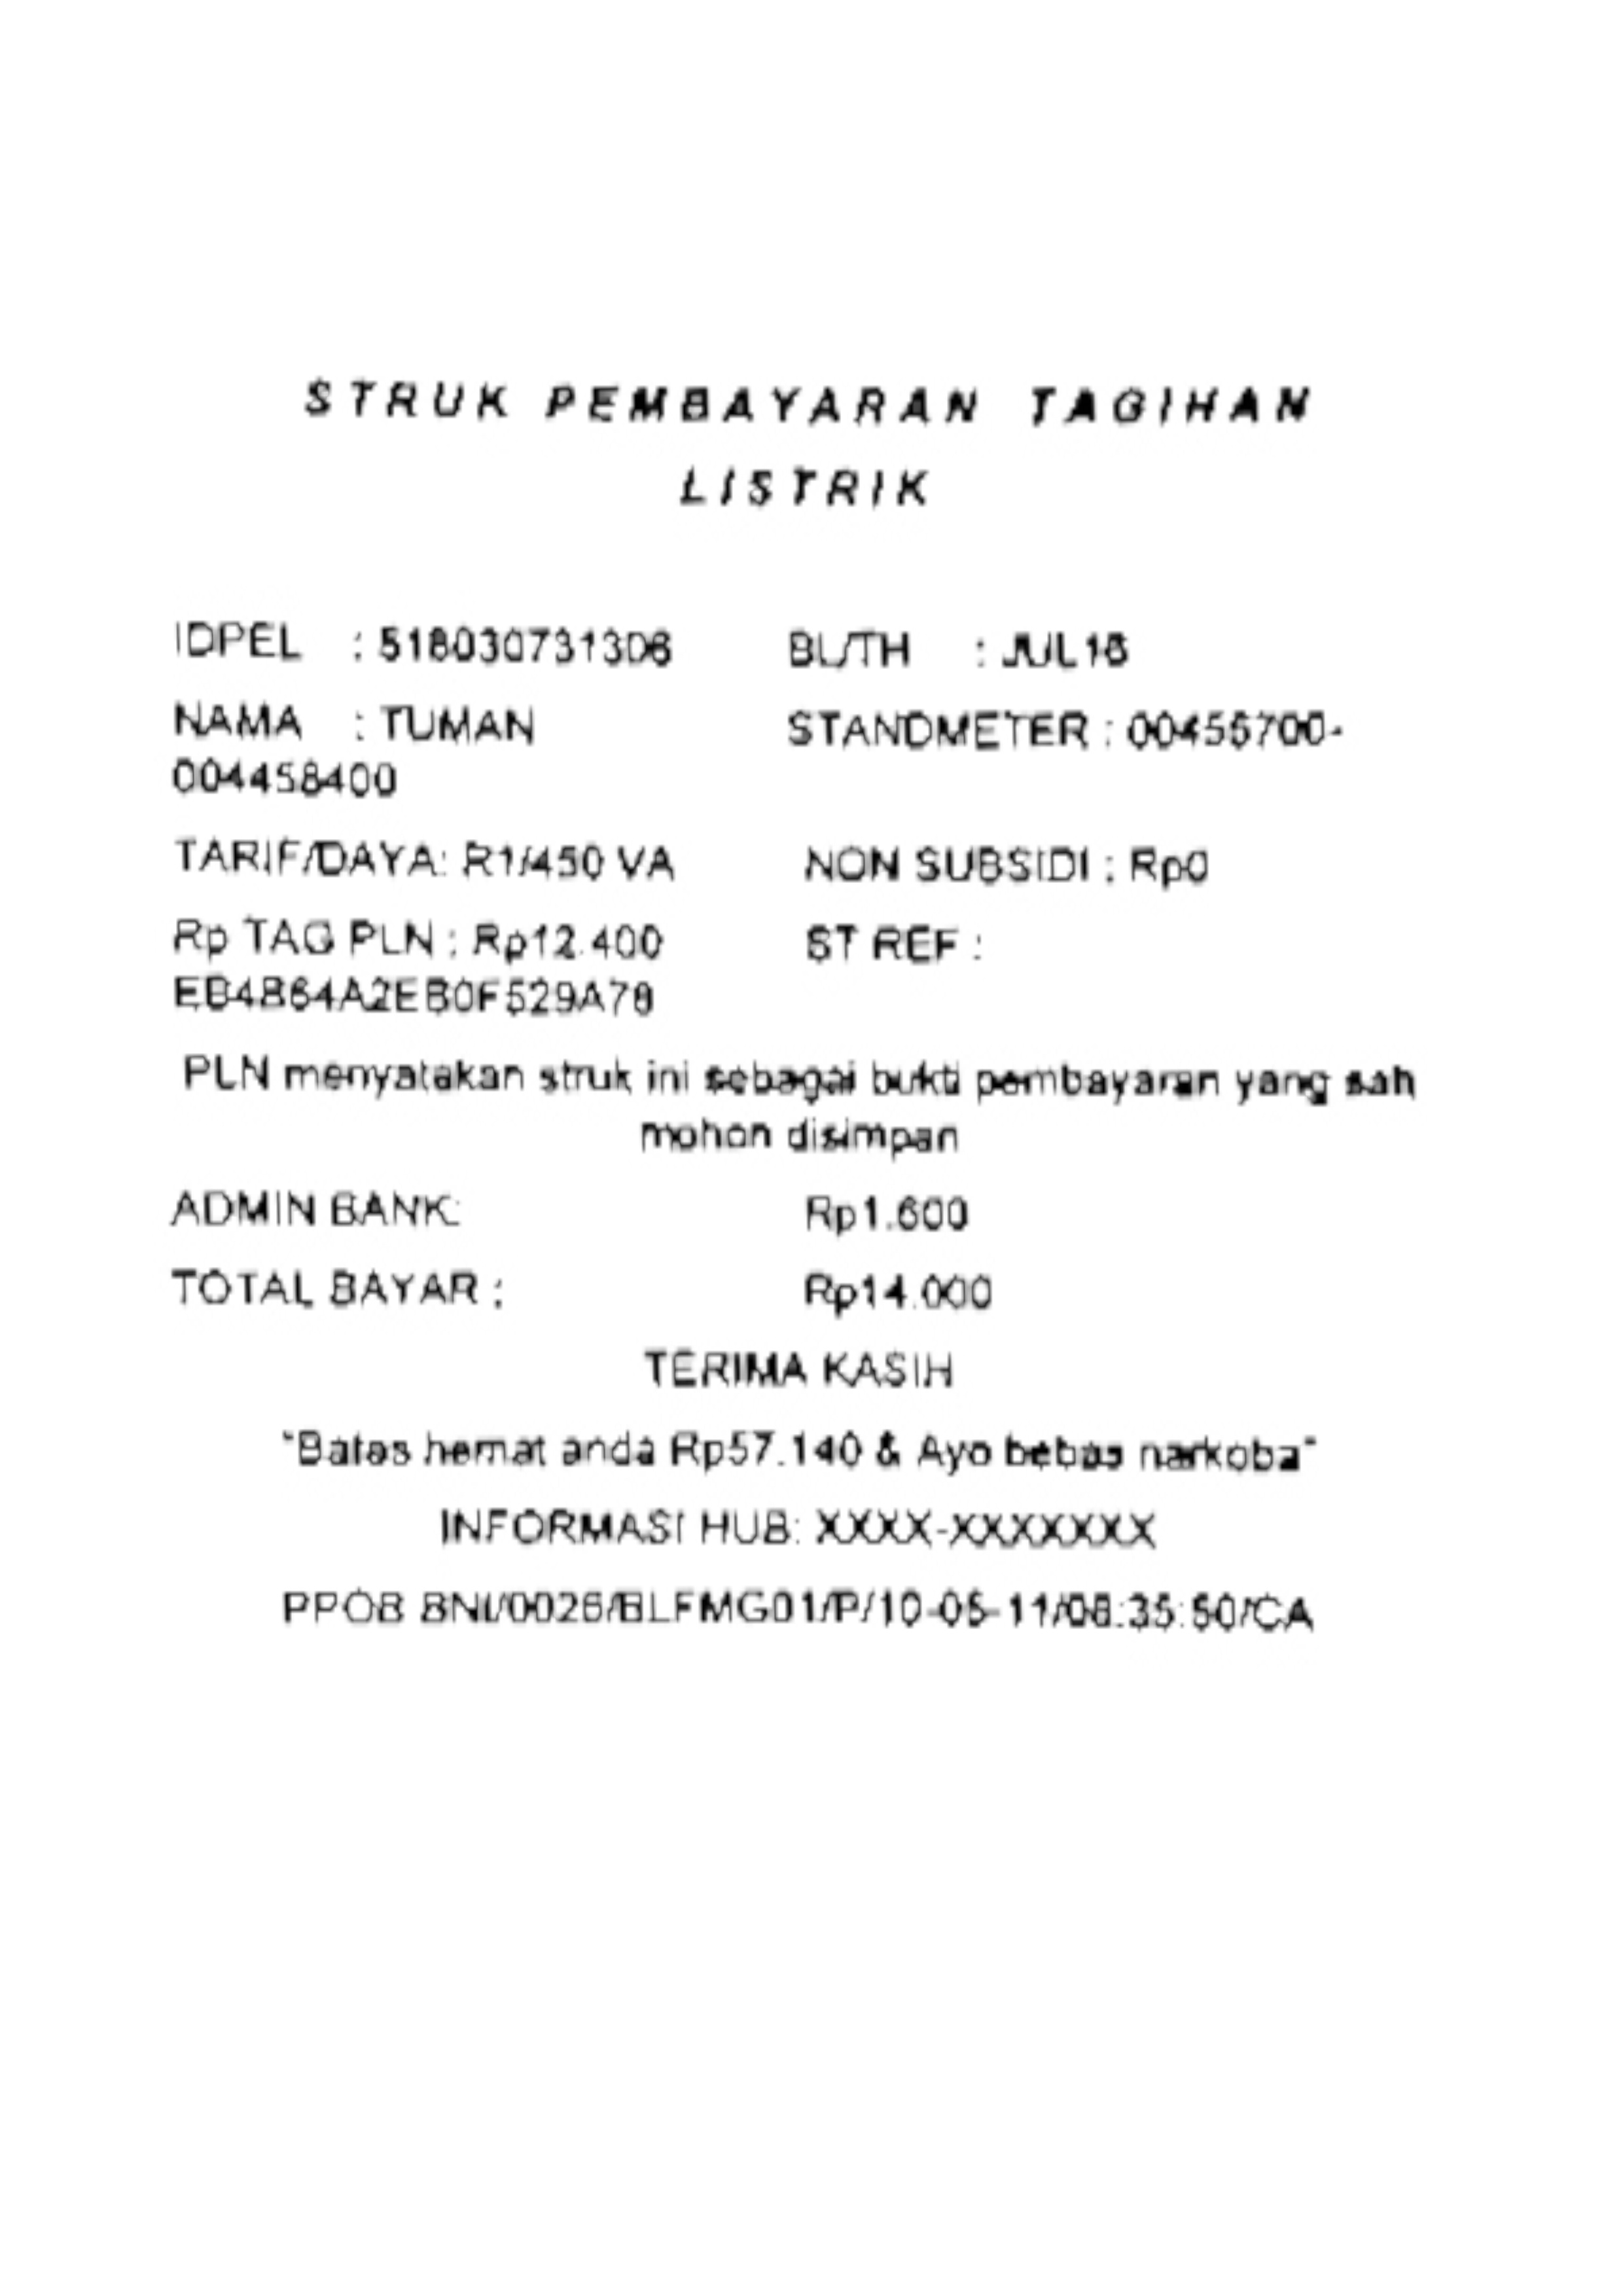 STRUK PEMBAYARAN TAGIHAN
LISTRIK
IDPEL : 518030731306 BL/TH : JUL18
NAMA : TUMAN STANDMETER : 00455700-
004458400
TARIF/DAYA: R1/450 VA NON SUBSIDI : Rp0
Rp TAG PLN : Rp12.400 ST REF :
EB4B64A2EB0F529A78
PLN menyatakan struk ini sebagai bukti pembayaran yang sah
mohon disimpan
ADMIN BANK: Rp1.600
TOTAL BAYAR : Rp14.000
TERIMA KASIH
"Batas hemat anda Rp57.140 & Ayo bebas narkoba"
INFORMASI HUB: XXXX-XXXXXXX
PPOB BNI/0026/BLFMG01/P/10-05-11/08:35:50/CA